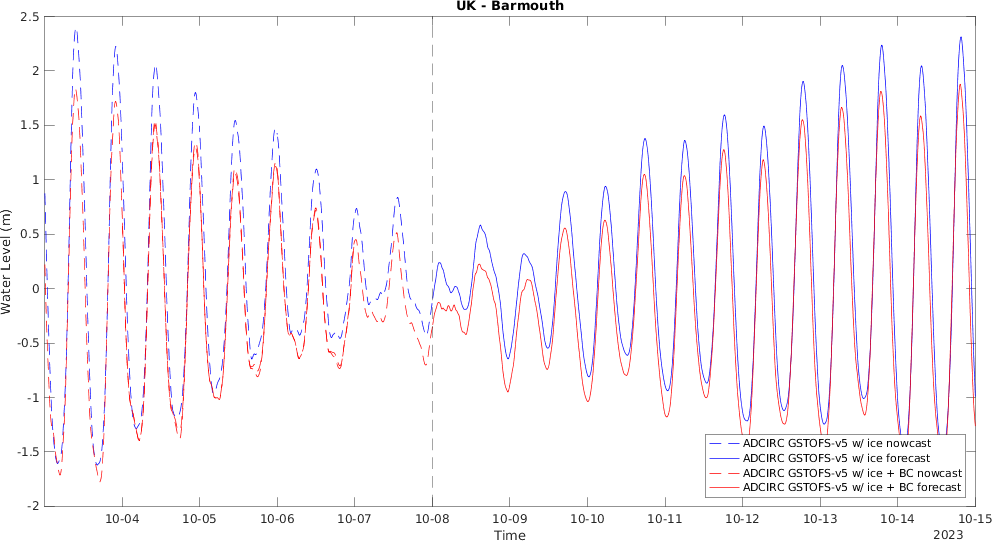 UK - Barmouth
2.5
2
1.5
1
0.5
0
-0.5
-1
-1.5
-2
Water Level (m)
ADCIRC GSTOFS-v5 w/ ice nowcast
ADCIRC GSTOFS-v5 w/ ice forecast
ADCIRC GSTOFS-v5 w/ ice + BC nowcast
ADCIRC GSTOFS-v5 w/ ice + BC forecast
10-04 10-05 10-06 10-07 10-08 10-09 10-10 10-11 10-12 10-13 10-14 10-15
Time
2023